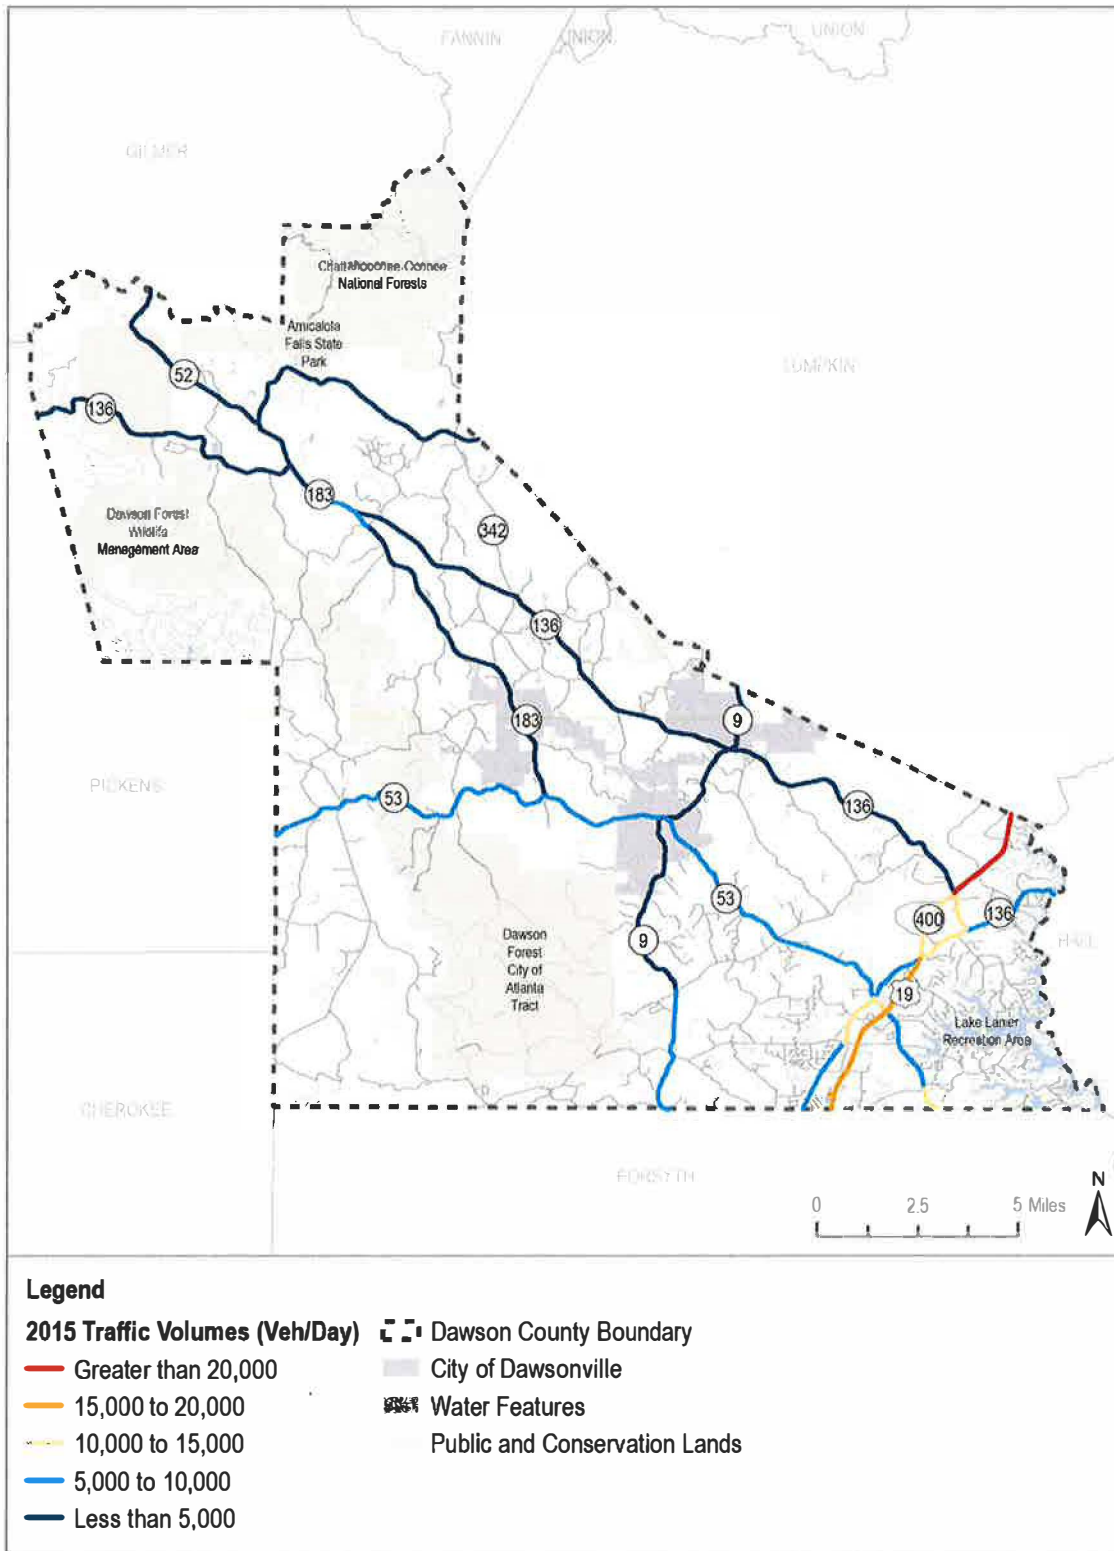 FANNIN
UNION
UNION
GILMER
Chattahoochee-Oconee
National Forests
Amicalola
Falls State
Park
LUMPKIN
52
136
183
Dawson Forest
Wildlife
Management Area
342
136
183
9
PICKENS
53
136
53
400
136
HALL
9
Dawson
Forest
City of
Atlanta
Tract
19
Lake Lanier
Recreation Area
CHEROKEE
FORSYTH
N
0 2.5 5 Miles
Legend
2015 Traffic Volumes (Veh/Day)
Greater than 20,000
15,000 to 20,000
10,000 to 15,000
5,000 to 10,000
Less than 5,000
Dawson County Boundary
City of Dawsonville
Water Features
Public and Conservation Lands